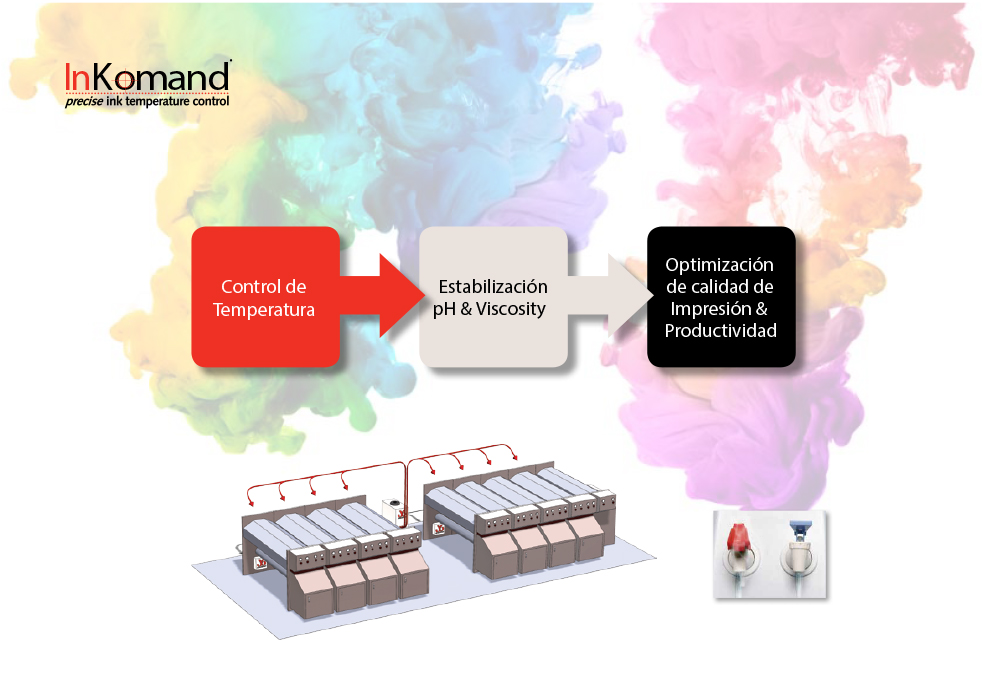 InKomand
precise ink temperature control
Control de
Temperatura
Estabilización
pH & Viscosity
Optimización
de calidad de
Impresión &
Productividad